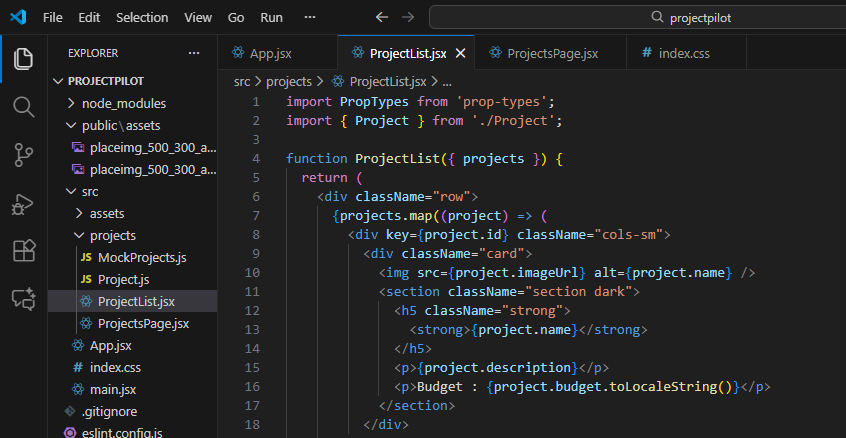 File Edit Selection View Go Run ··· projectpilot
EXPLORER ···
PROJECTPILOT
node_modules
public\assets
placeimg_500_300_a...
placeimg_500_300_a...
src
assets
projects
JS MockProjects.js
JS Project.js
ProjectList.jsx
ProjectsPage.jsx
App.jsx
# index.css
main.jsx
.gitignore
eslint.config.js
App.jsx ProjectList.jsx ProjectsPage.jsx # index.css
src > projects > ProjectList.jsx > ...
1 import PropTypes from 'prop-types';
2 import { Project } from './Project';
3
4 function ProjectList({ projects }) {
5 return (
6 <div className="row">
7 {projects.map((project) => (
8 <div key={project.id} className="cols-sm">
9 <div className="card">
10 <img src={project.imageUrl} alt={project.name} />
11 <section className="section dark">
12 <h5 className="strong">
13 <strong>{project.name}</strong>
14 </h5>
15 <p>{project.description}</p>
16 <p>Budget : {project.budget.toLocaleString()}</p>
17 </section>
18 </div>